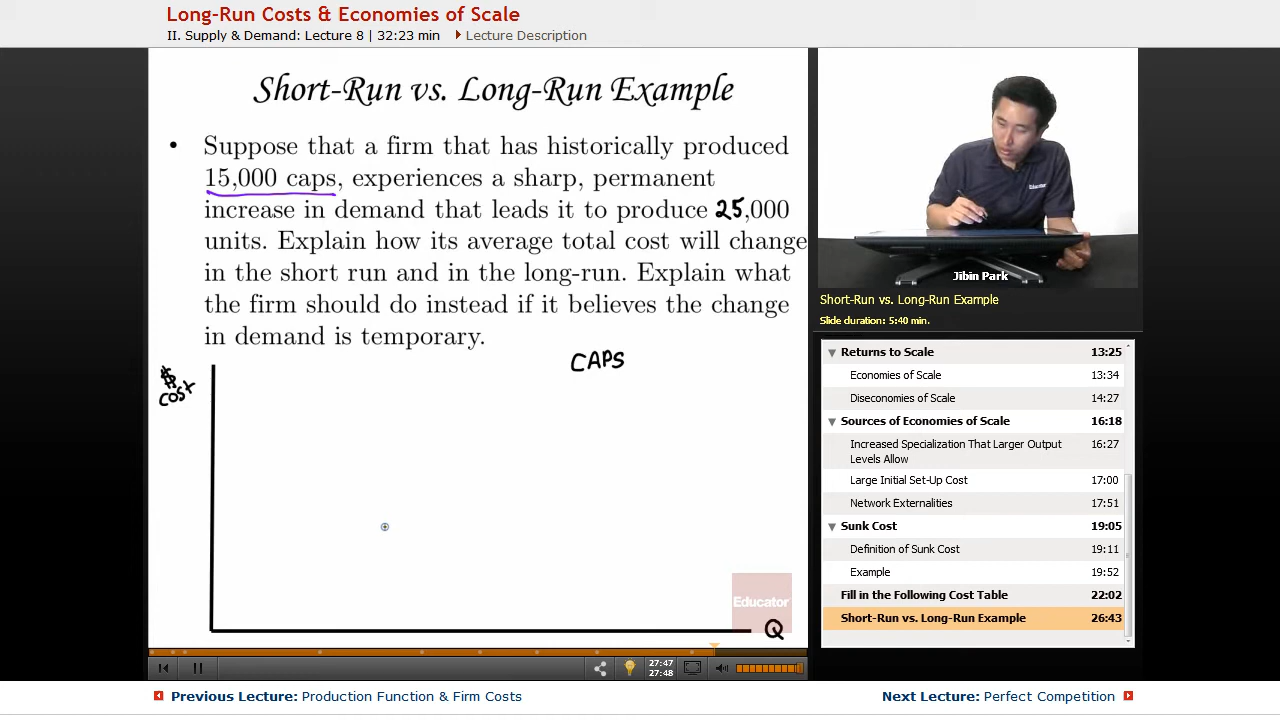 Long-Run Costs & Economies of Scale
II. Supply & Demand: Lecture 8 | 32:23 min Lecture Description
Short-Run vs. Long-Run Example
• Suppose that a firm that has historically produced
15,000 caps, experiences a sharp, permanent
increase in demand that leads it to produce 25,000
units. Explain how its average total cost will change
in the short run and in the long-run. Explain what
the firm should do instead if it believes the change
in demand is temporary.
CAPS
$
COST
Q
Educator
27:47
27:48
Educator
Jibin Park
Short-Run vs. Long-Run Example
Slide duration: 5:40 min.
Returns to Scale 13:25
Economies of Scale 13:34
Diseconomies of Scale 14:27
Sources of Economies of Scale 16:18
Increased Specialization That Larger Output 16:27
Levels Allow
Large Initial Set-Up Cost 17:00
Network Externalities 17:51
Sunk Cost 19:05
Definition of Sunk Cost 19:11
Example 19:52
Fill in the Following Cost Table 22:02
Short-Run vs. Long-Run Example 26:43
Previous Lecture: Production Function & Firm Costs
Next Lecture: Perfect Competition